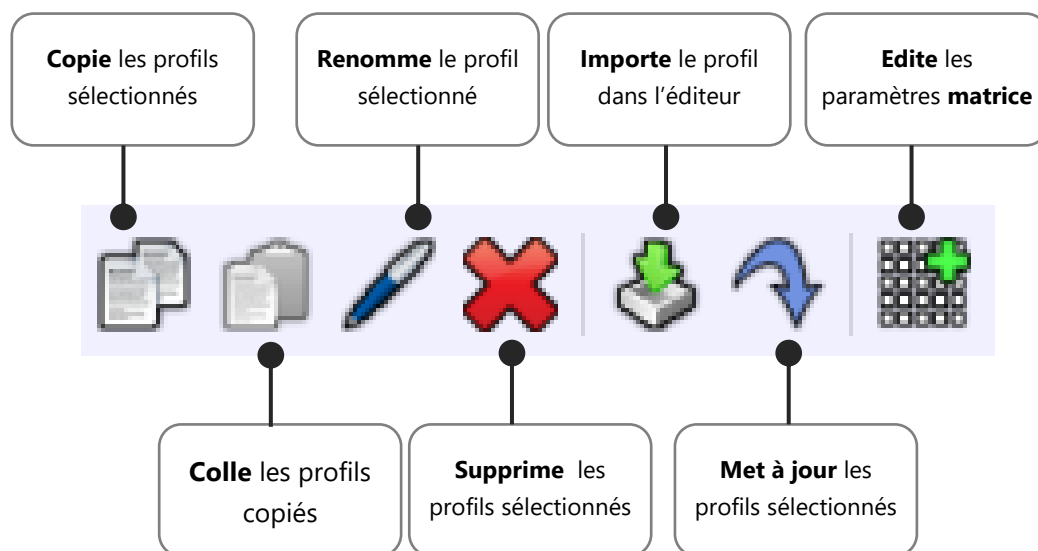 Copie les profils
sélectionnés
Renomme le profil
sélectionné
Importe le profil
dans l’éditeur
Edite les
paramètres matrice
Colle les profils
copiés
Supprime  les
profils sélectionnés
Met à jour les
profils sélectionnés